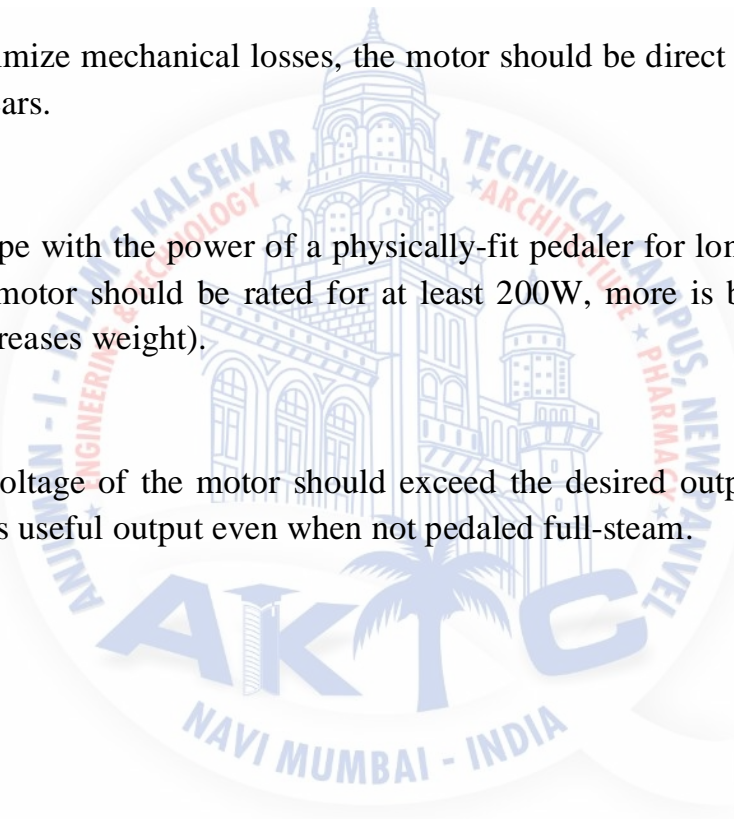 imize mechanical losses, the motor should be direct
ars.
pe with the power of a physically-fit pedaler for lon
motor should be rated for at least 200W, more is b
reases weight).
oltage of the motor should exceed the desired outp
s useful output even when not pedaled full-steam.
ANJUMAN - I - ISLAM'S KALSEKAR TECHNICAL CAMPUS, NEW PANVEL
ENGINEERING & TECHNOLOGY ★ ★ ARCHITECTURE ★ PHARMACY ★
AKTC
NAVI MUMBAI - INDIA